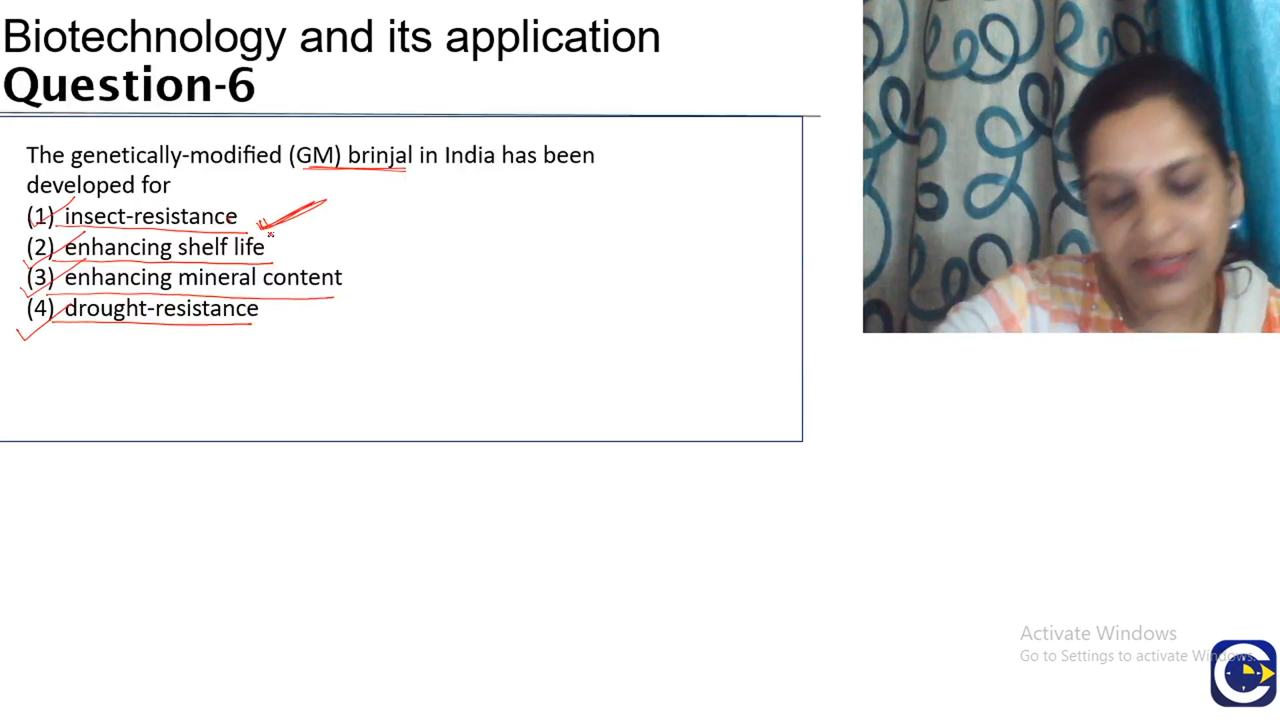 Biotechnology and its application
Question-6
The genetically-modified (GM) brinjal in India has been
developed for
(1) insect-resistance
(2) enhancing shelf life
(3) enhancing mineral content
(4) drought-resistance
Activate Windows
Go to Settings to activate Windows.